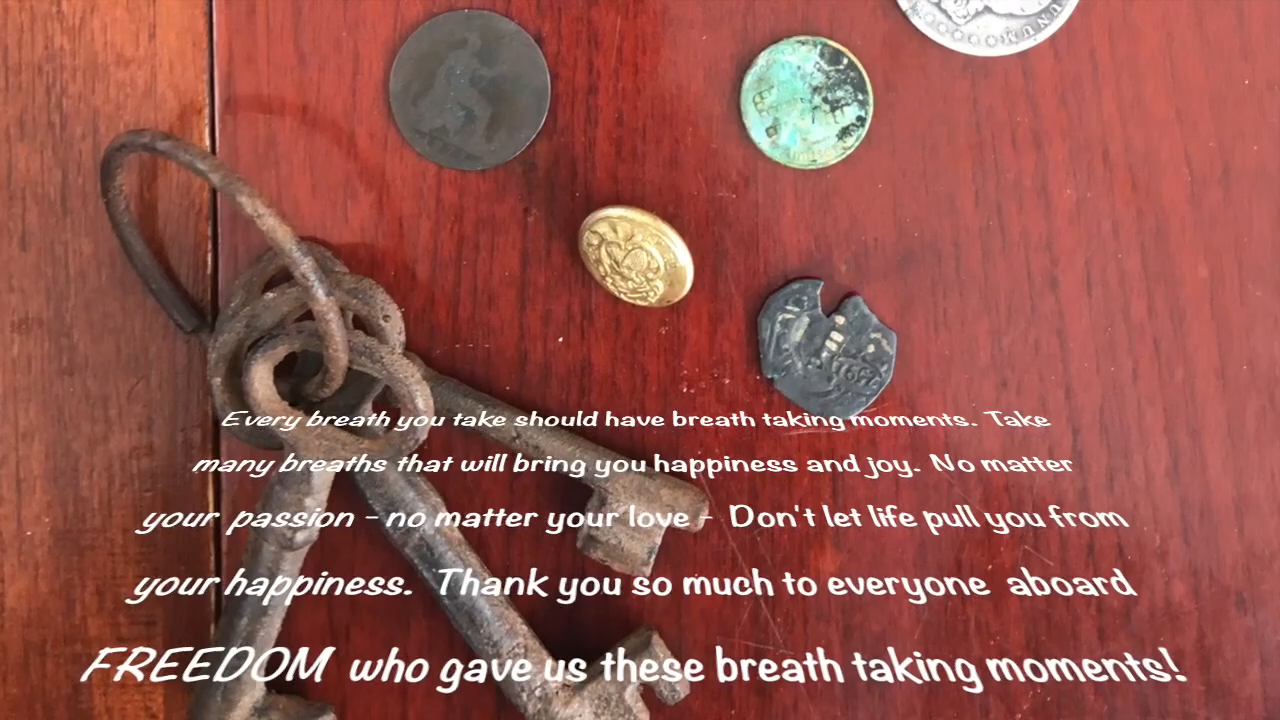 UNUM
Every breath you take should have breath taking moments. Take
many breaths that will bring you happiness and joy. No matter
your passion - no matter your love - Don't let life pull you from
your happiness. Thank you so much to everyone aboard
FREEDOM who gave us these breath taking moments!